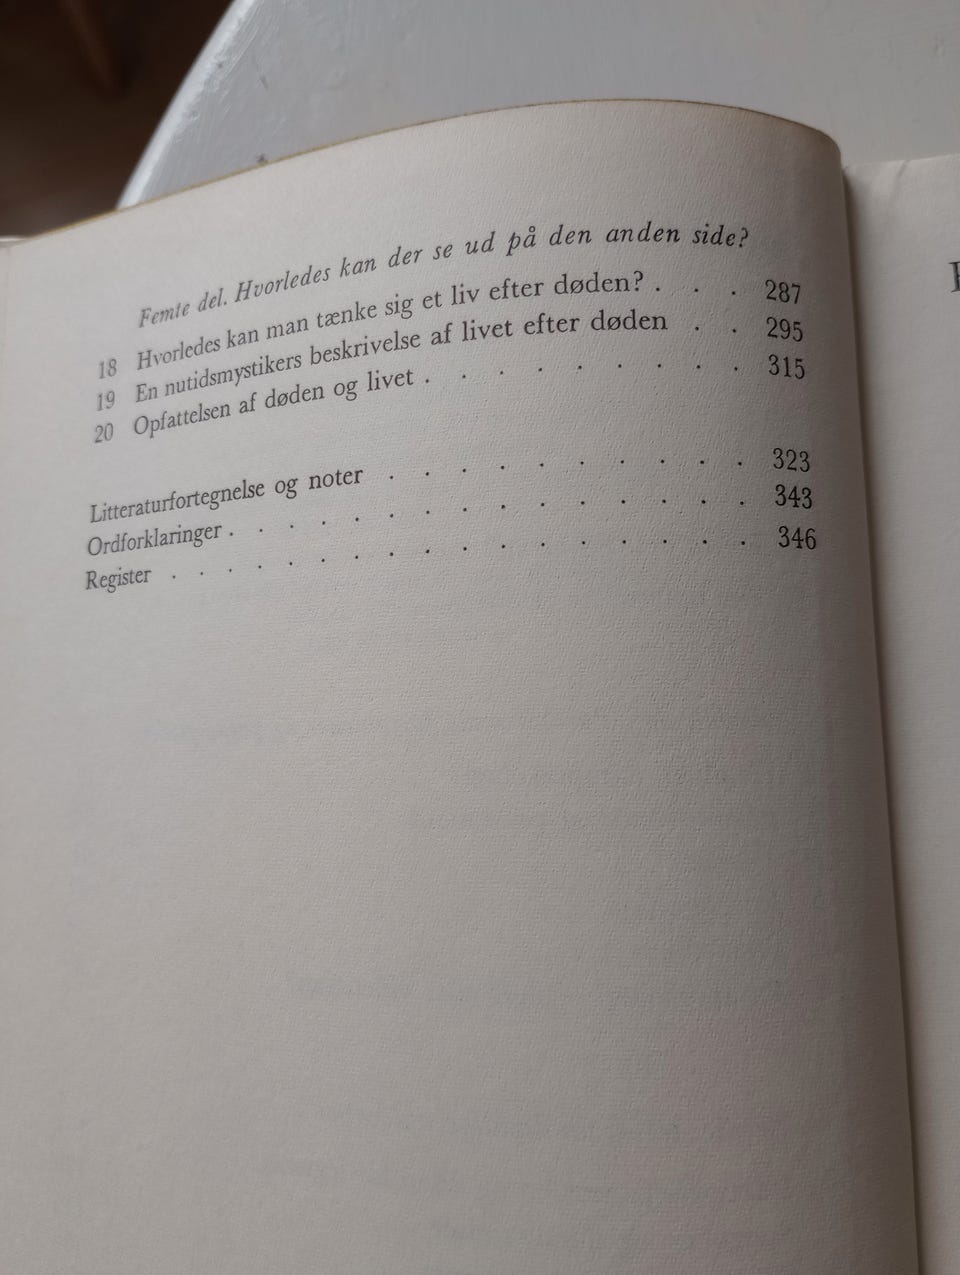 Femte del. Hvorledes kan der se ud på den anden side?
18 Hvorledes kan man tænke sig et liv efter døden? . . . 287
19 En nutidsmystikers beskrivelse af livet efter døden . . 295
20 Opfattelsen af døden og livet . . . . . . . . . 315
Litteraturfortegnelse og noter . . . . . . . . . . 323
Ordforklaringer . . . . . . . . . . . . . . 343
Register . . . . . . . . . . . . . . . . 346